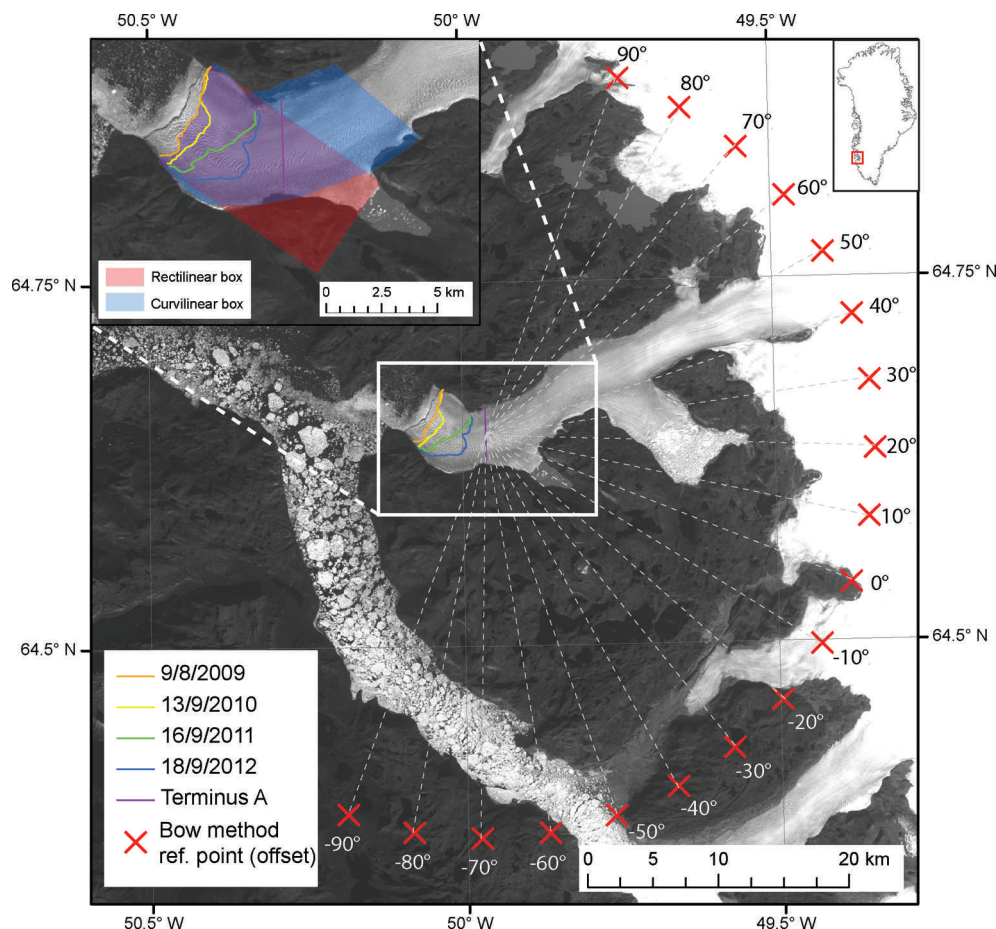 50.5° W
50° W
49.5° W
90°
80°
70°
60°
50°
40°
30°
20°
10°
0°
-10°
-20°
-30°
-40°
-50°
-60°
-70°
-80°
-90°
64.75° N
64.75° N
64.5° N
64.5° N
Rectilinear box
Curvilinear box
0 2.5 5 km
9/8/2009
13/9/2010
16/9/2011
18/9/2012
Terminus A
Bow method
ref. point (offset)
0 5 10 20 km
50.5° W
50° W
49.5° W